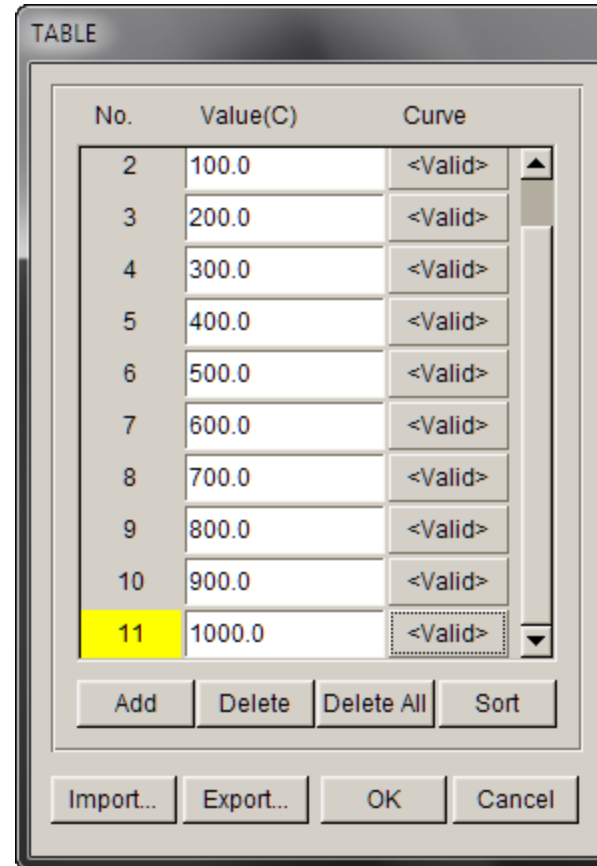 TABLE
No. Value(C) Curve
2 100.0 <Valid>
3 200.0 <Valid>
4 300.0 <Valid>
5 400.0 <Valid>
6 500.0 <Valid>
7 600.0 <Valid>
8 700.0 <Valid>
9 800.0 <Valid>
10 900.0 <Valid>
11 1000.0 <Valid>
Add Delete Delete All Sort
Import... Export... OK Cancel